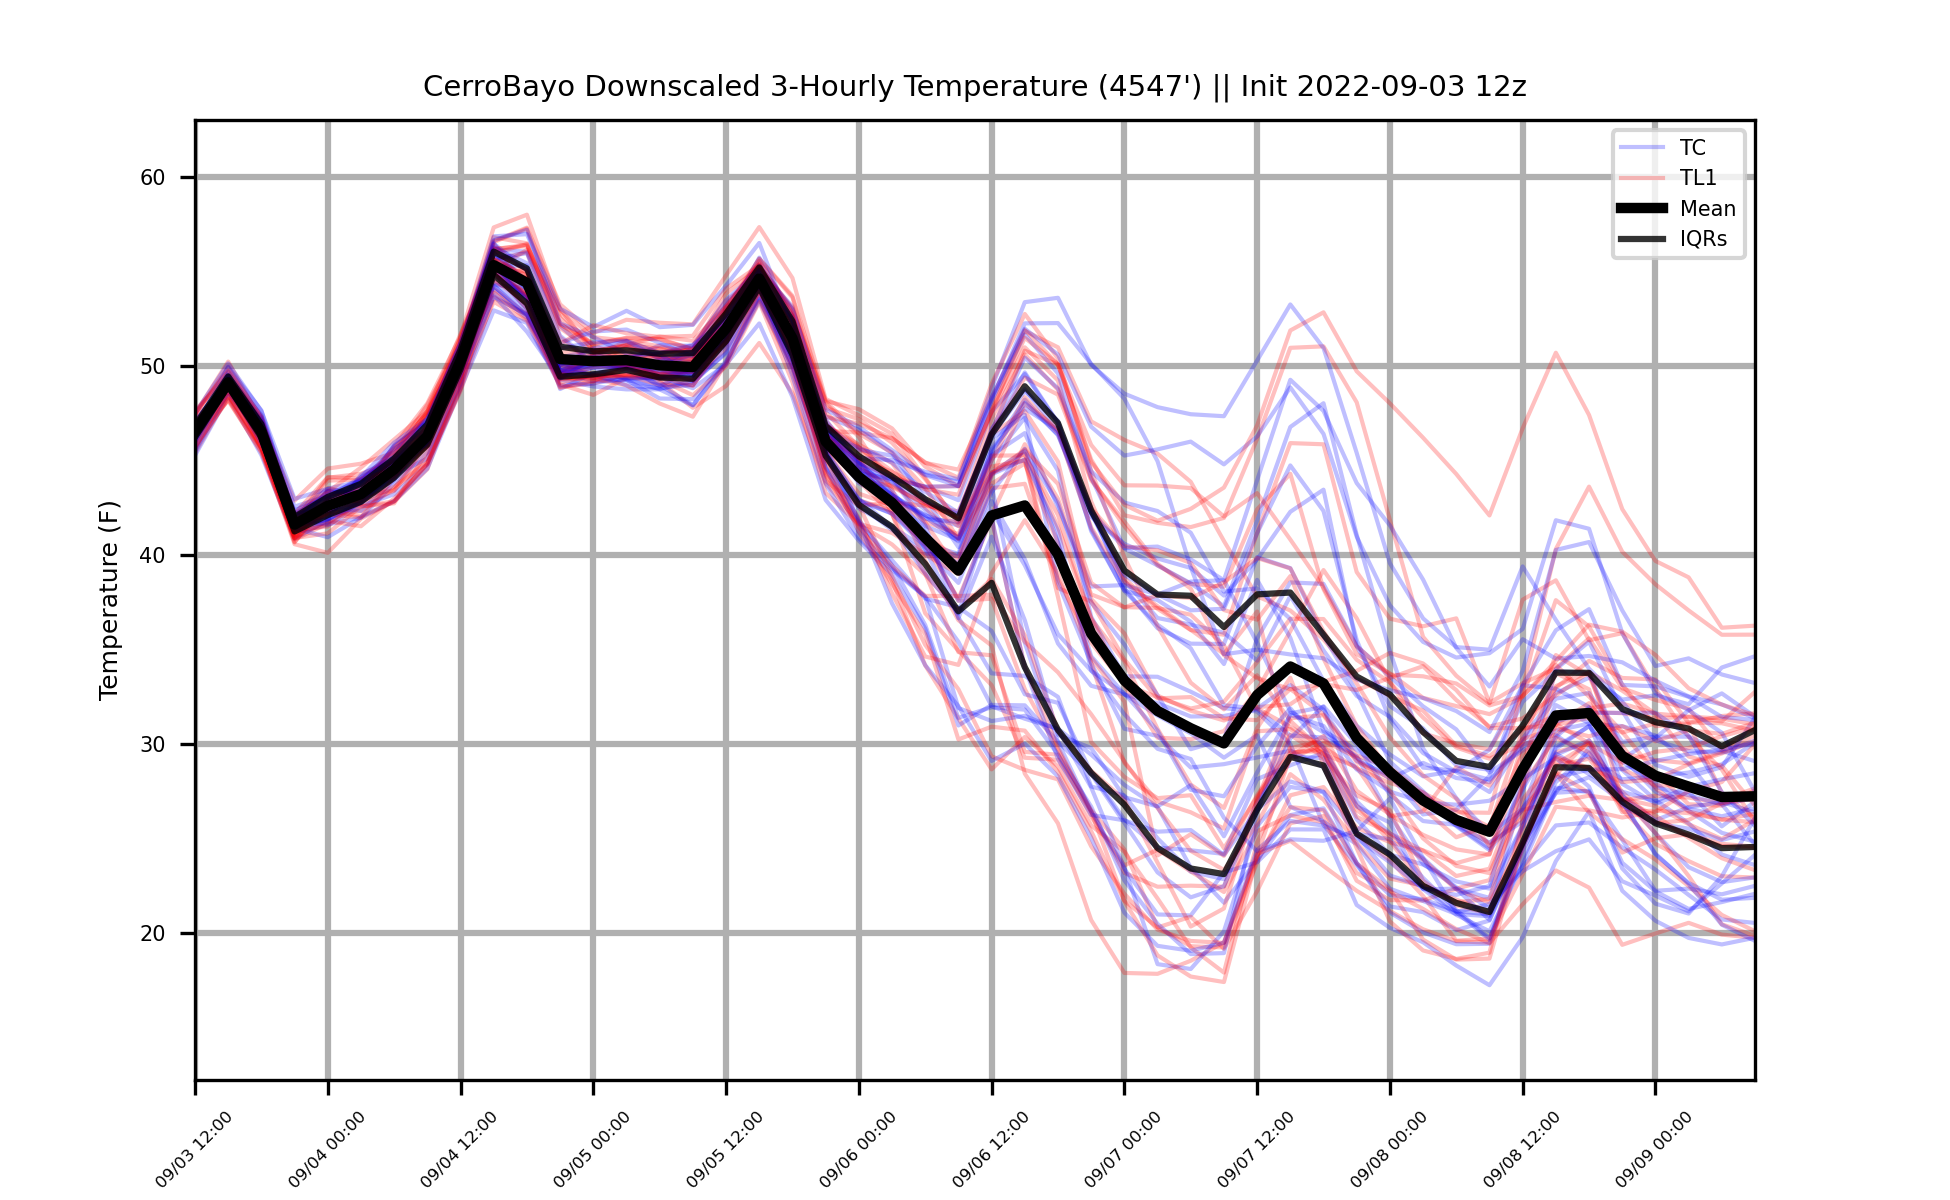 CerroBayo Downscaled 3-Hourly Temperature (4547') || Init 2022-09-03 12z
TC
TL1
Mean
IQRs
Temperature (F)
60
50
40
30
20
09/03 12:00
09/04 00:00
09/04 12:00
09/05 00:00
09/05 12:00
09/06 00:00
09/06 12:00
09/07 00:00
09/07 12:00
09/08 00:00
09/08 12:00
09/09 00:00